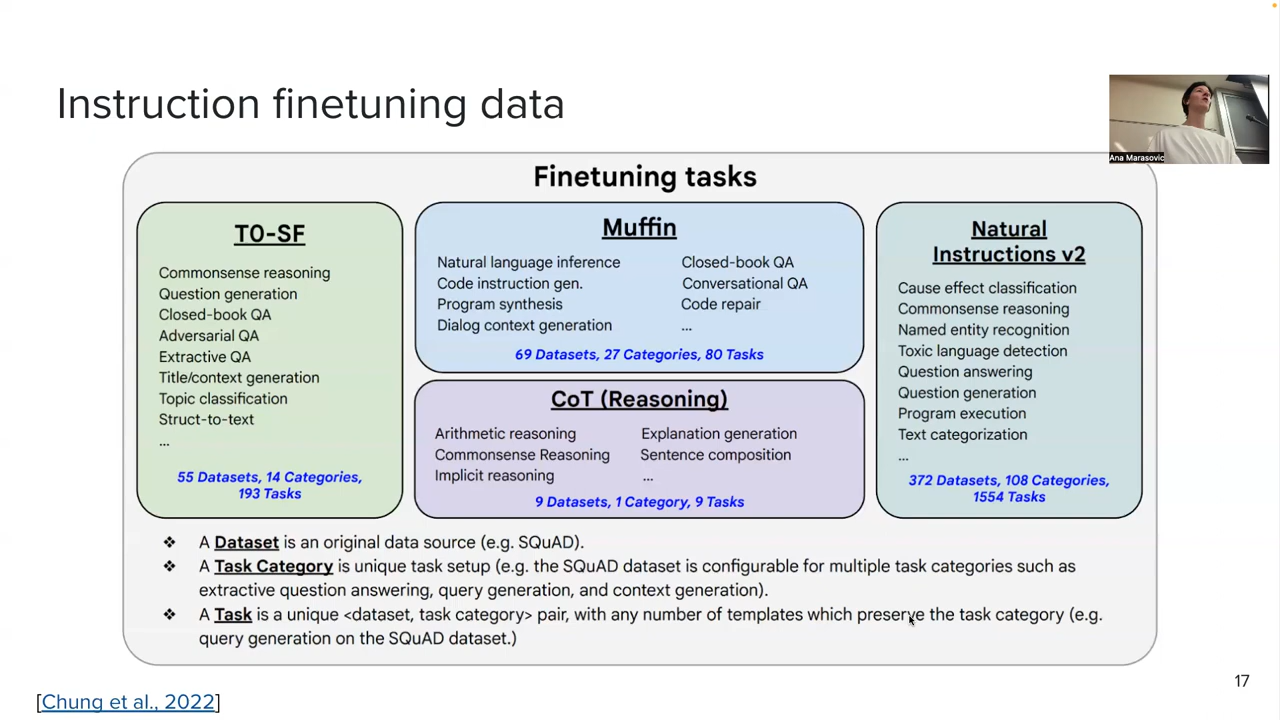 Instruction finetuning data
Ana Marasovic
Finetuning tasks
T0-SF
Commonsense reasoning
Question generation
Closed-book QA
Adversarial QA
Extractive QA
Title/context generation
Topic classification
Struct-to-text
...
55 Datasets, 14 Categories,
193 Tasks
Muffin
Natural language inference
Code instruction gen.
Program synthesis
Dialog context generation
Closed-book QA
Conversational QA
Code repair
...
69 Datasets, 27 Categories, 80 Tasks
CoT (Reasoning)
Arithmetic reasoning
Commonsense Reasoning
Implicit reasoning
Explanation generation
Sentence composition
...
9 Datasets, 1 Category, 9 Tasks
Natural
Instructions v2
Cause effect classification
Commonsense reasoning
Named entity recognition
Toxic language detection
Question answering
Question generation
Program execution
Text categorization
...
372 Datasets, 108 Categories,
1554 Tasks
❖ A Dataset is an original data source (e.g. SQuAD).
❖ A Task Category is unique task setup (e.g. the SQuAD dataset is configurable for multiple task categories such as
extractive question answering, query generation, and context generation).
❖ A Task is a unique <dataset, task category> pair, with any number of templates which preserve the task category (e.g.
query generation on the SQuAD dataset.)
17
[Chung et al., 2022]